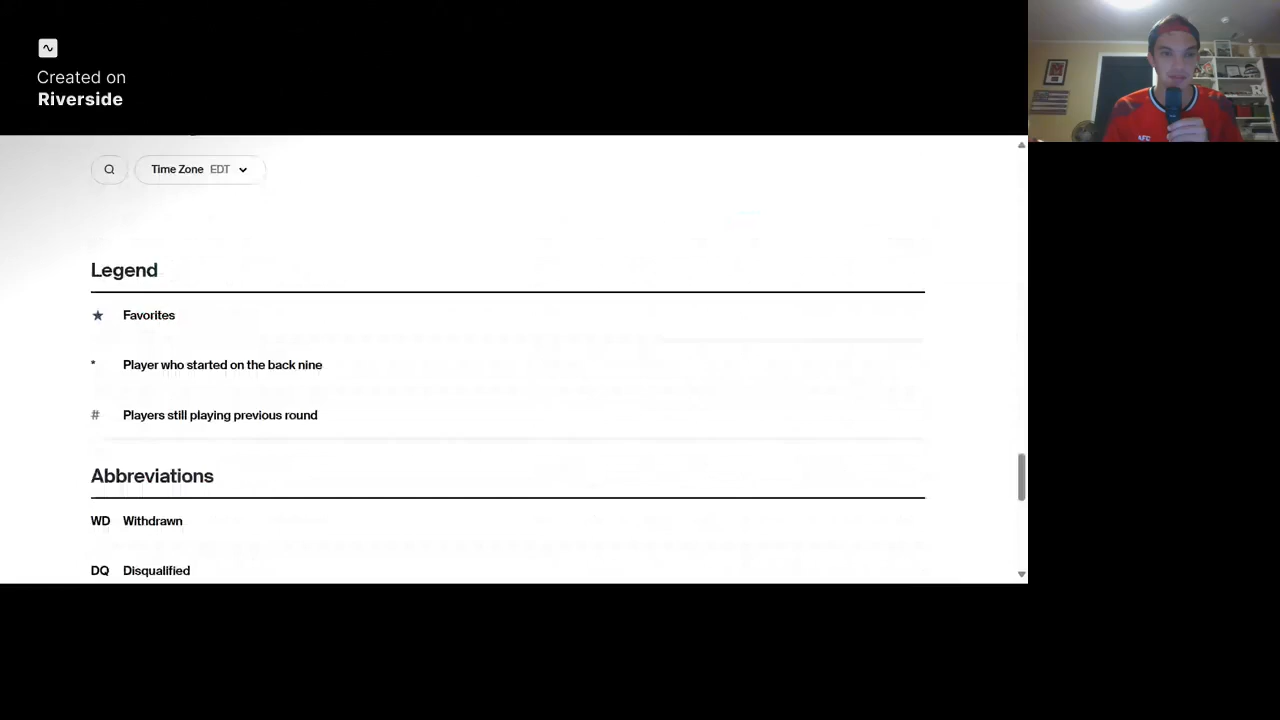 Created on
Riverside
Time Zone EDT
Legend
★ Favorites
* Player who started on the back nine
# Players still playing previous round
Abbreviations
WD Withdrawn
DQ Disqualified